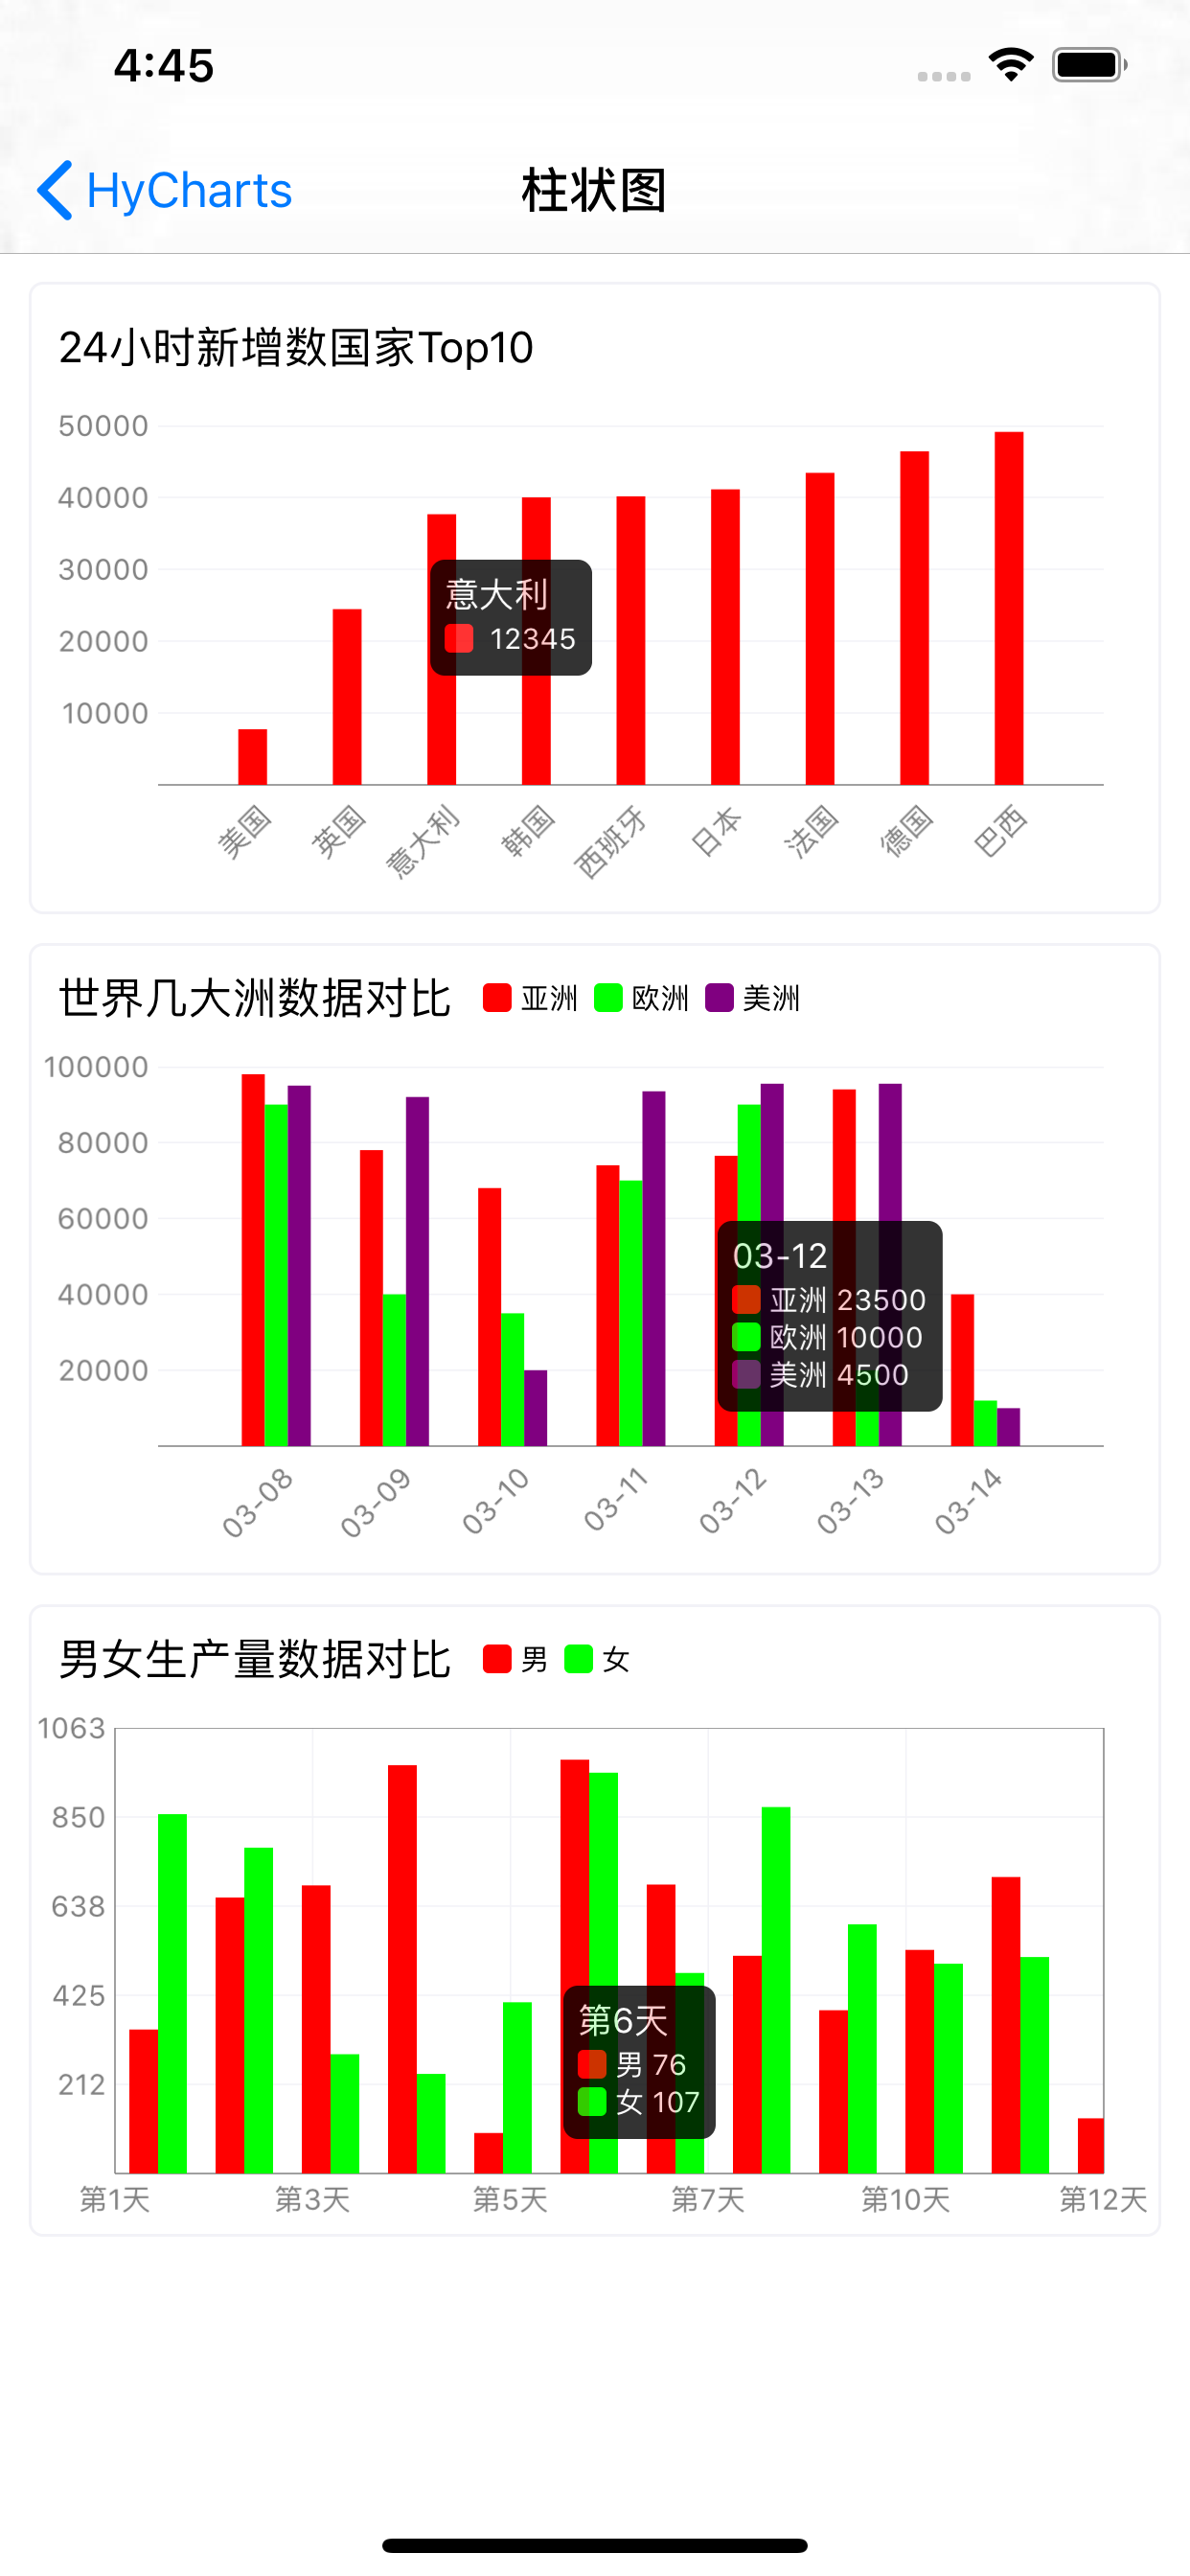 4:45
HyCharts
柱状图
24小时新增数国家Top10
50000
40000
30000
20000
10000
意大利
12345
美国 英国 意大利 韩国 西班牙 日本 法国 德国 巴西
世界几大洲数据对比 亚洲 欧洲 美洲
100000
80000
60000
40000
20000
03-12
亚洲 23500
欧洲 10000
美洲 4500
03-08 03-09 03-10 03-11 03-12 03-13 03-14
男女生产量数据对比 男 女
1063
850
638
425
212
第6天
男 76
女 107
第1天 第3天 第5天 第7天 第10天 第12天